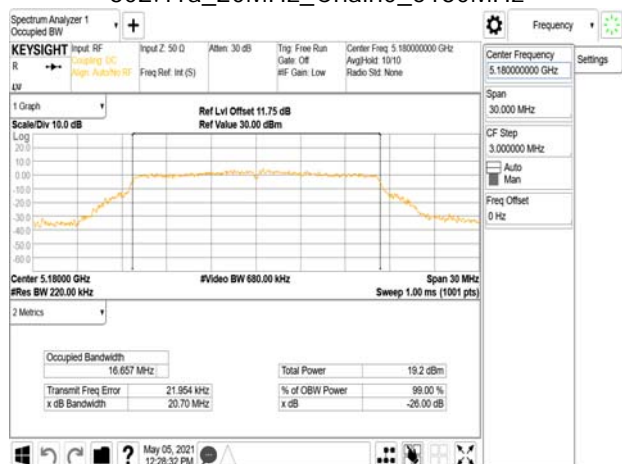 802.11a_20MHz_Chain0_5180MHz
Spectrum Analyzer 1
Occupied BW
+
Frequency
KEYSIGHT
Input: RF
Input Z: 50 Ω
Atten: 30 dB
Trig: Free Run
Center Freq: 5.180000000 GHz
R
Coupling: DC
Gate: Off
Avg|Hold: 10/10
Align: Auto/No RF
Freq Ref: Int (S)
#IF Gain: Low
Radio Std: None
Center Frequency
5.180000000 GHz
Settings
Span
30.000 MHz
CF Step
3.000000 MHz
Auto
Man
Freq Offset
0 Hz
1 Graph
Scale/Div 10.0 dB
Ref Lvl Offset 11.75 dB
Ref Value 30.00 dBm
Log
20.0
10.0
0.00
-10.0
-20.0
-30.0
-40.0
-50.0
-60.0
Center 5.18000 GHz
#Video BW 680.00 kHz
Span 30 MHz
#Res BW 220.00 kHz
Sweep 1.00 ms (1001 pts)
2 Metrics
Occupied Bandwidth
16.657 MHz
Total Power
19.2 dBm
Transmit Freq Error
21.954 kHz
% of OBW Power
99.00 %
x dB Bandwidth
20.70 MHz
x dB
-26.00 dB
?
May 05, 2021
12:28:32 PM